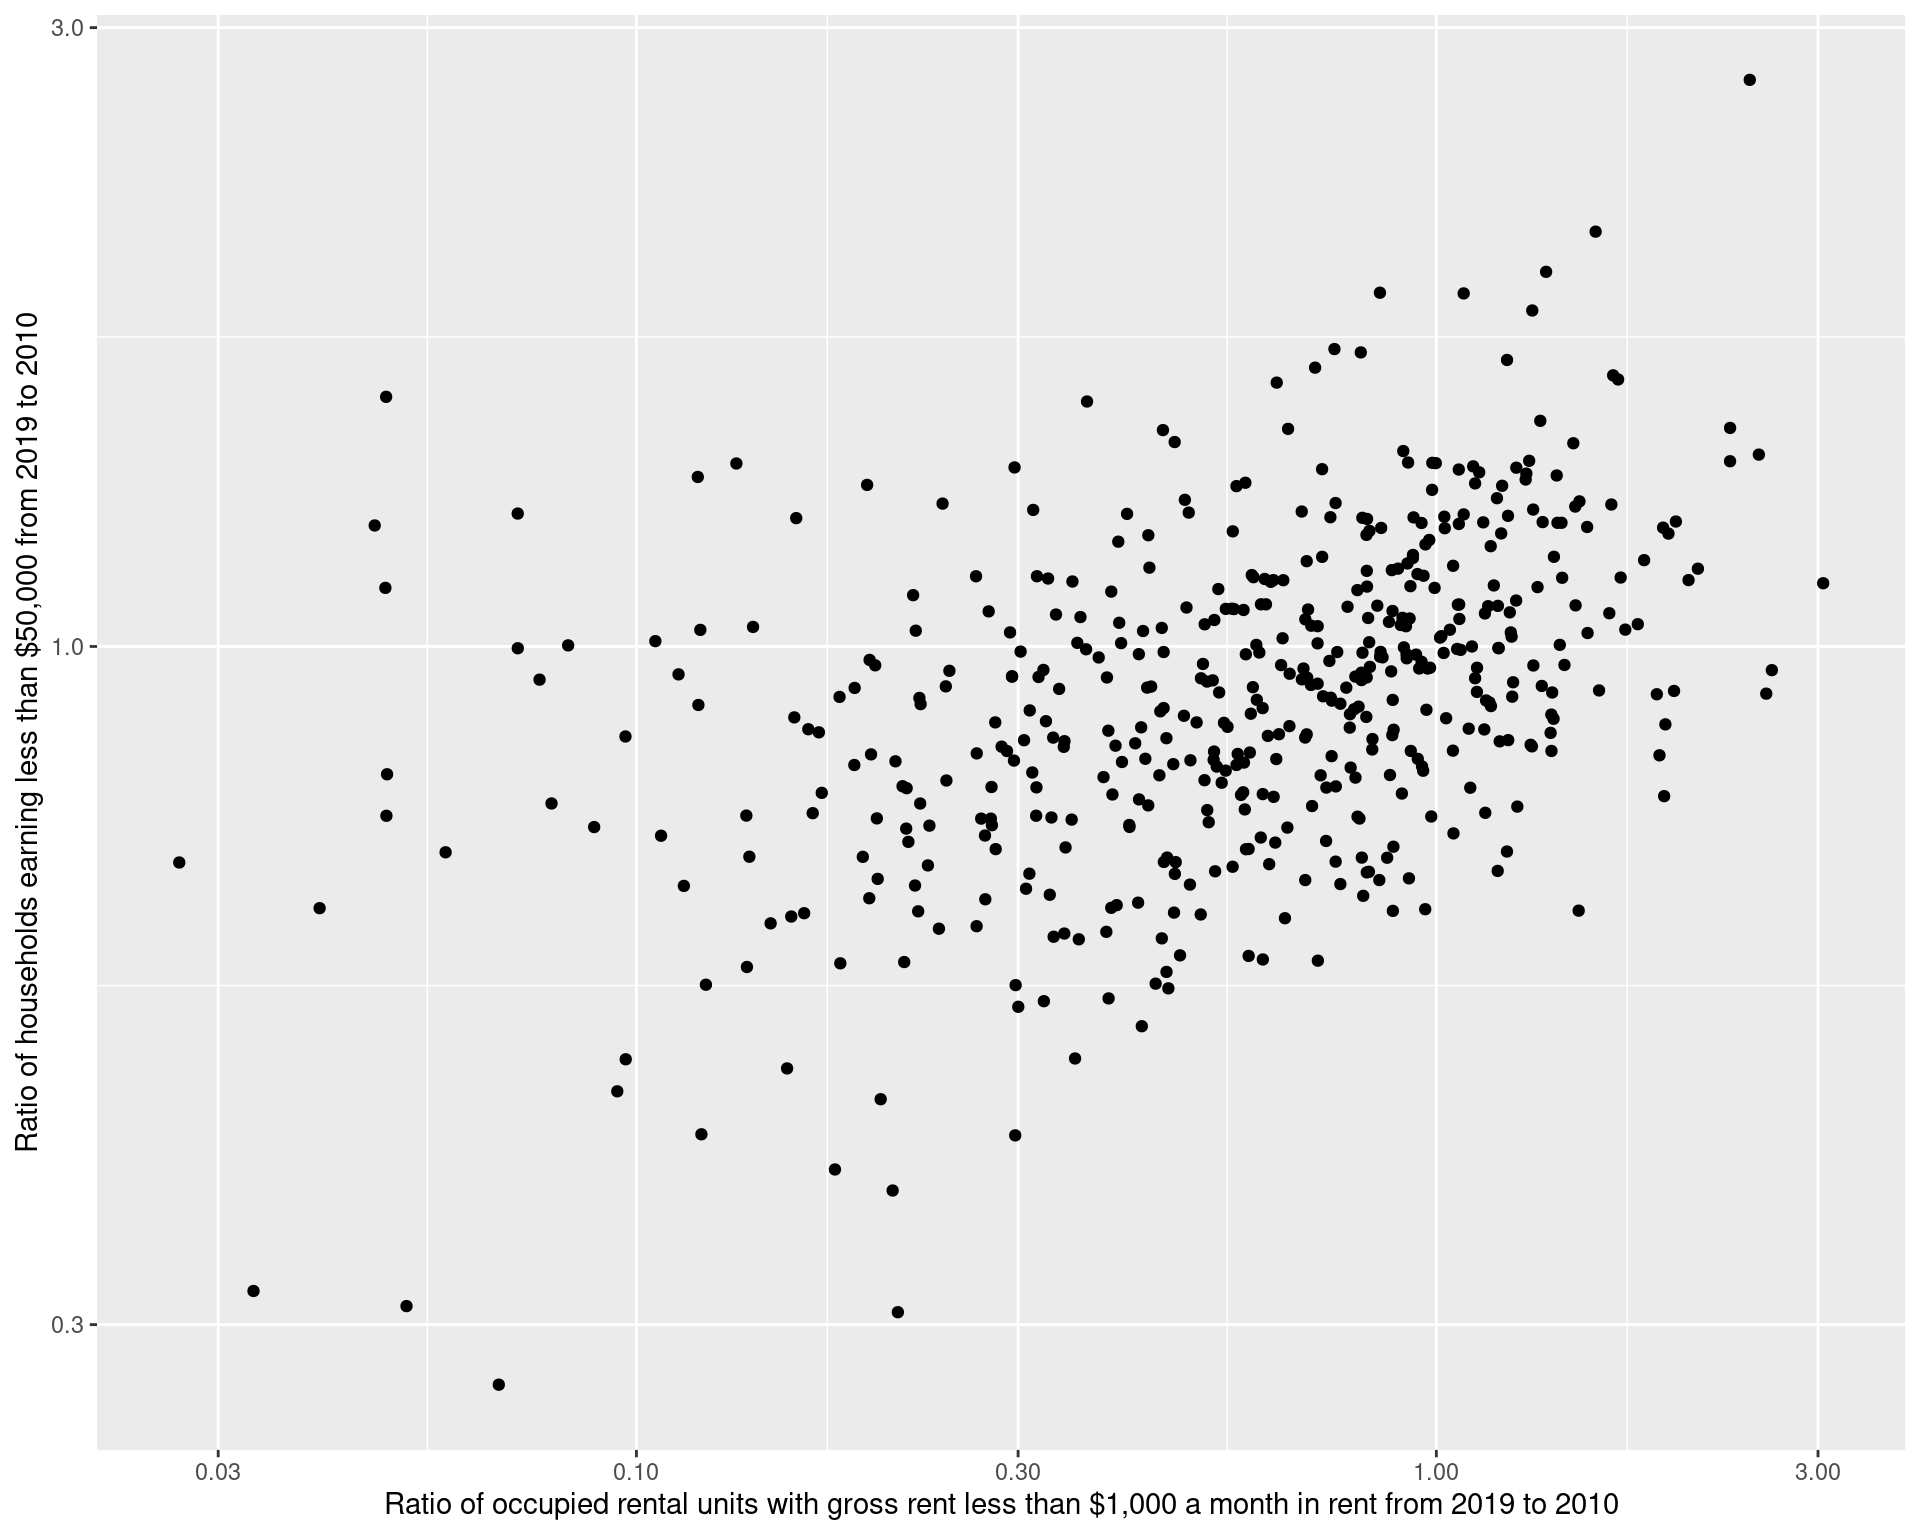 3.0
1.0
0.3
Ratio of households earning less than $50,000 from 2019 to 2010
0.03 0.10 0.30 1.00 3.00
Ratio of occupied rental units with gross rent less than $1,000 a month in rent from 2019 to 2010